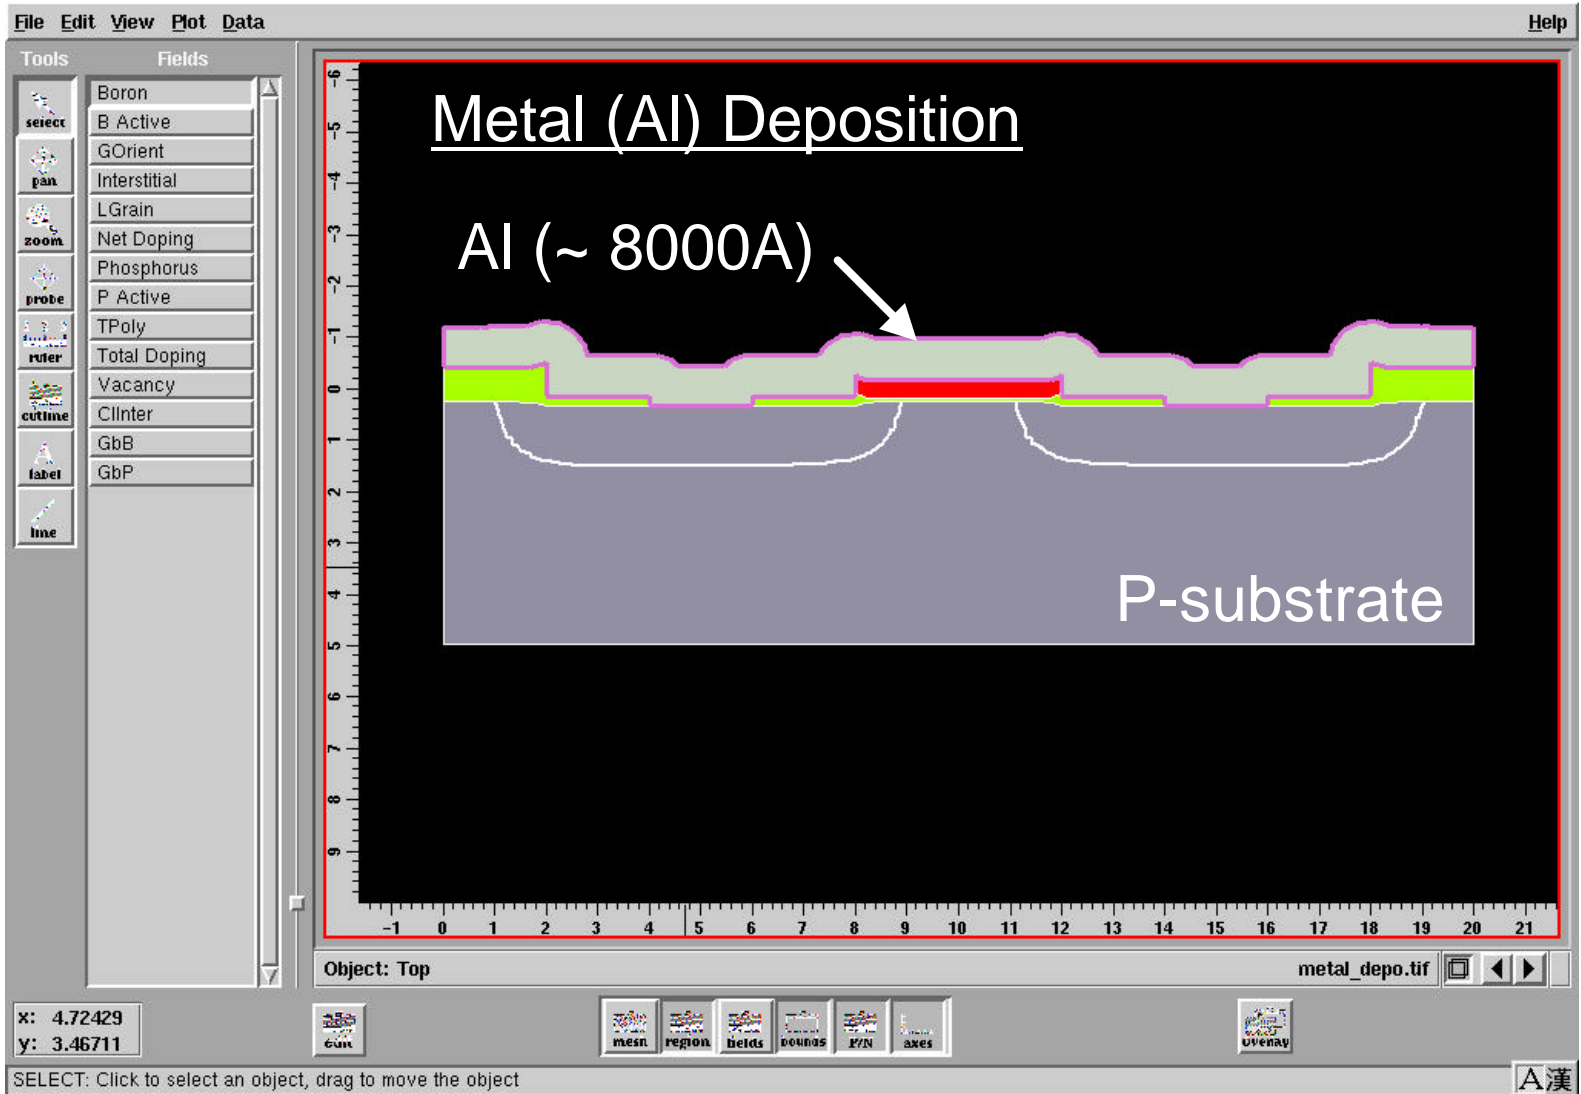 File Edit View Plot Data Help
Tools Fields
select
pan
zoom
probe
ruler
cutline
label
line
Boron
B Active
GOrient
Interstitial
LGrain
Net Doping
Phosphorus
P Active
TPoly
Total Doping
Vacancy
ClInter
GbB
GbP
Metal (Al) Deposition
Al (~ 8000A)
P-substrate
-6
-5
-4
-3
-2
-1
0
1
2
3
4
5
6
7
8
9
-1 0 1 2 3 4 5 6 7 8 9 10 11 12 13 14 15 16 17 18 19 20 21
Object: Top metal_depo.tif
x: 4.72429
y: 3.46711
edit mesh region fields bounds P/N axes overlay
SELECT: Click to select an object, drag to move the object
A漢